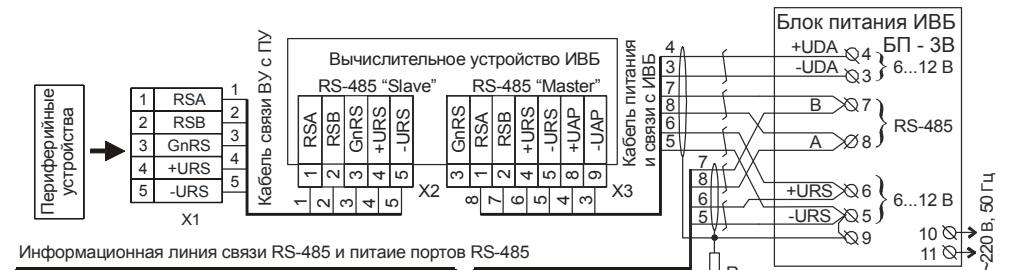 Блок питания ИВБ
БП - 3В
+UDA 4
-UDA 3
6...12 В
B 7
A 8
RS-485
+URS 6
-URS 5
6...12 В
9
10
11
~220 В, 50 Гц
Вычислительное устройство ИВБ
RS-485 “Slave”
RS-485 “Master”
RSA
RSB
GnRS
+URS
-URS
1
2
3
4
5
X2
1
2
3
4
5
GnRS
RSA
RSB
+URS
-URS
+UAP
-UAP
3
1
2
4
5
8
9
X3
8
7
6
5
4
3
Кабель питания
и связи с ИВБ
4
3
7
8
6
5
7
8
6
5
Периферийные
устройства
1 RSA
2 RSB
3 GnRS
4 +URS
5 -URS
X1
1
2
3
4
5
Кабель связи ВУ с ПУ
Информационная линия связи RS-485 и питаие портов RS-485